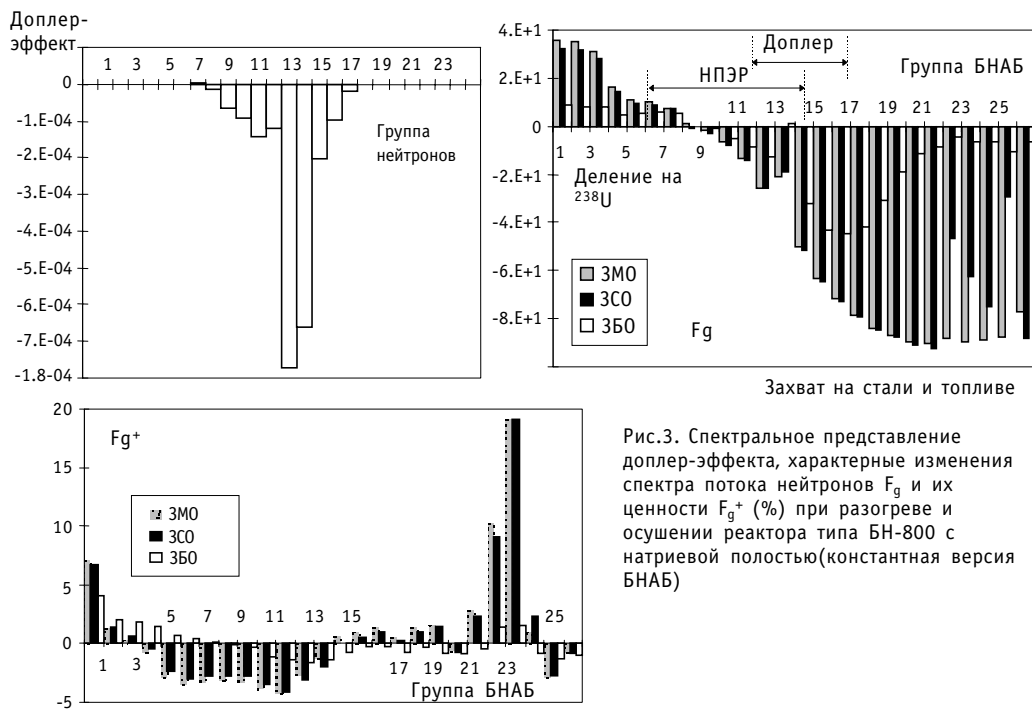 Доплер-
эффект
1 3 5 7 9 11 13 15 17 19 21 23
0
-1.E-04
-2.E-04
-3.E-04
-4.E-04
-5.E-04
-6.E-04
-7.E-04
-1.8-04
Группа
нейтронов
4.E+1
2.E+1
0
-2.E+1
-4.E+1
-6.E+1
-8.E+1
Доплер
НПЭР
Группа БНАБ
11 13 15 17 19 21 23 25
1 3 5 7 9
Деление на
²³⁸U
ЗМО
ЗСО
ЗБО
Fg
Захват на стали и топливе
20
15
10
5
0
-5
Fg⁺
ЗМО
ЗСО
ЗБО
5 7 9 11 13 15 25
1 3 17 19 21 23
Группа БНАБ
Рис.3. Спектральное представление
доплер-эффекта, характерные изменения
спектра потока нейтронов Fg и их
ценности Fg⁺ (%) при разогреве и
осушении реактора типа БН-800 с
натриевой полостью(константная версия
БНАБ)